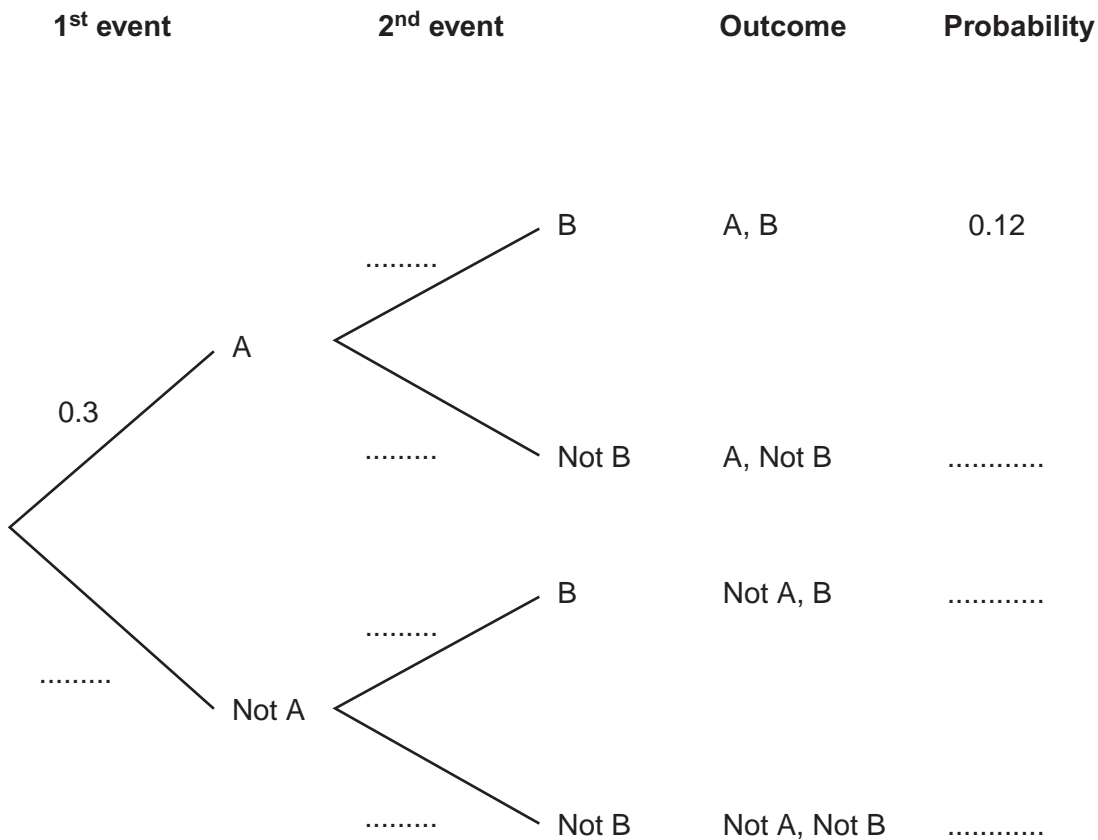 1st event 2nd event Outcome Probability
B A, B 0.12
.........
A
0.3
......... Not B A, Not B ............
B Not A, B ............
.........
.........
Not A
......... Not B Not A, Not B ............